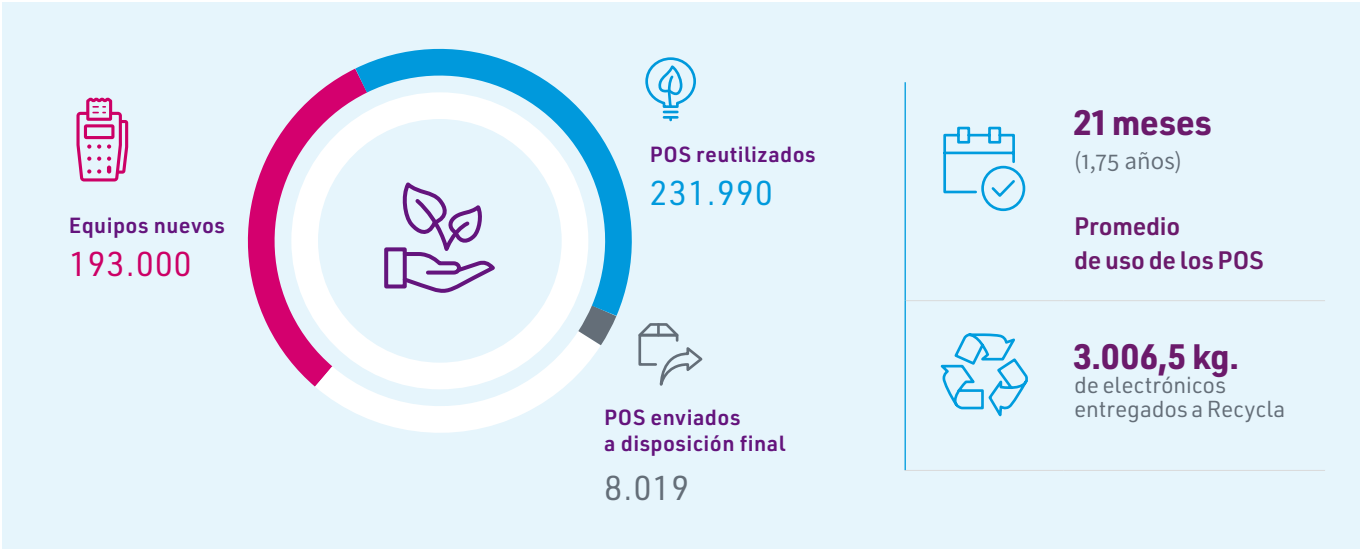 Equipos nuevos
193.000
POS reutilizados
231.990
POS enviados
a disposición final
8.019
21 meses
(1,75 años)
Promedio
de uso de los POS
3.006,5 kg.
de electrónicos
entregados a Recycla